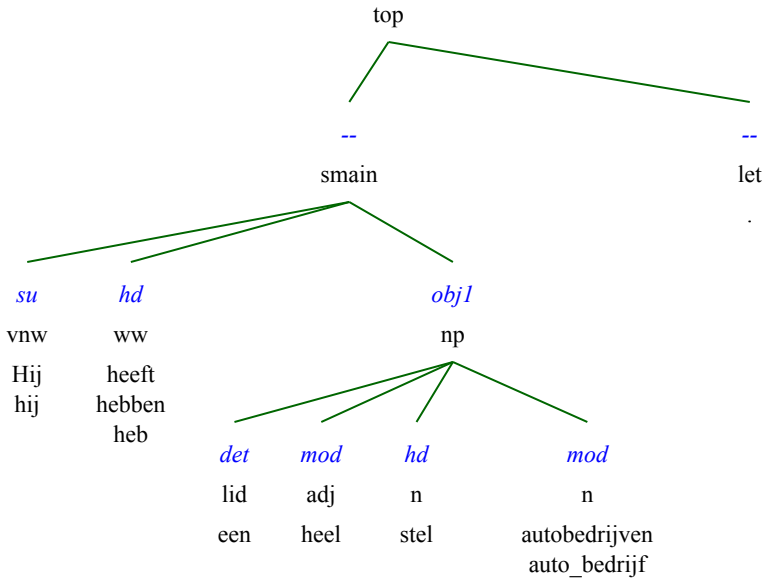 top
-- --
smain let
.
su hd obj1
vnw ww np
Hij heeft
hij hebben
heb
det mod hd mod
lid adj n n
een heel stel autobedrijven
auto_bedrijf